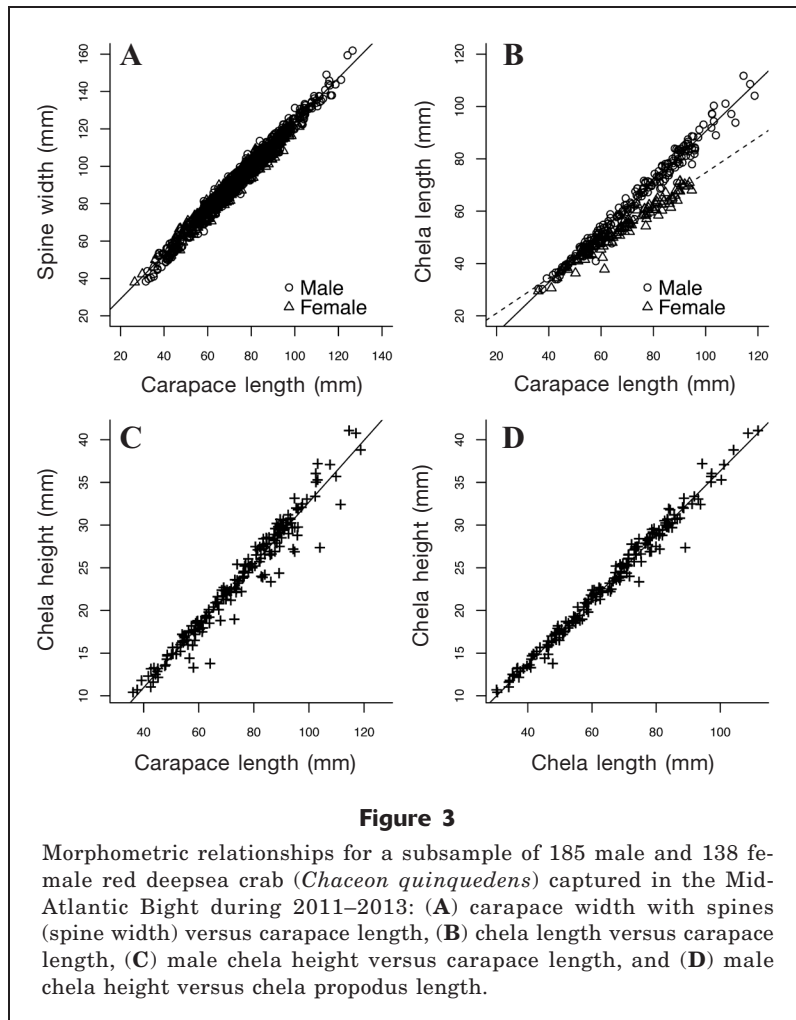 A
Spine width (mm)
160
140
120
100
80
60
40
20
Male
Female
20 40 60 80 100 120 140
Carapace length (mm)
B
Chela length (mm)
120
100
80
60
40
20
Male
Female
20 40 60 80 100 120
Carapace length (mm)
C
Chela height (mm)
40
35
30
25
20
15
10
40 60 80 100 120
Carapace length (mm)
D
Chela height (mm)
40
35
30
25
20
15
10
40 60 80 100
Chela length (mm)
Figure 3
Morphometric relationships for a subsample of 185 male and 138 fe-
male red deepsea crab (Chaceon quinquedens) captured in the Mid-
Atlantic Bight during 2011–2013: (A) carapace width with spines
(spine width) versus carapace length, (B) chela length versus carapace
length, (C) male chela height versus carapace length, and (D) male
chela height versus chela propodus length.